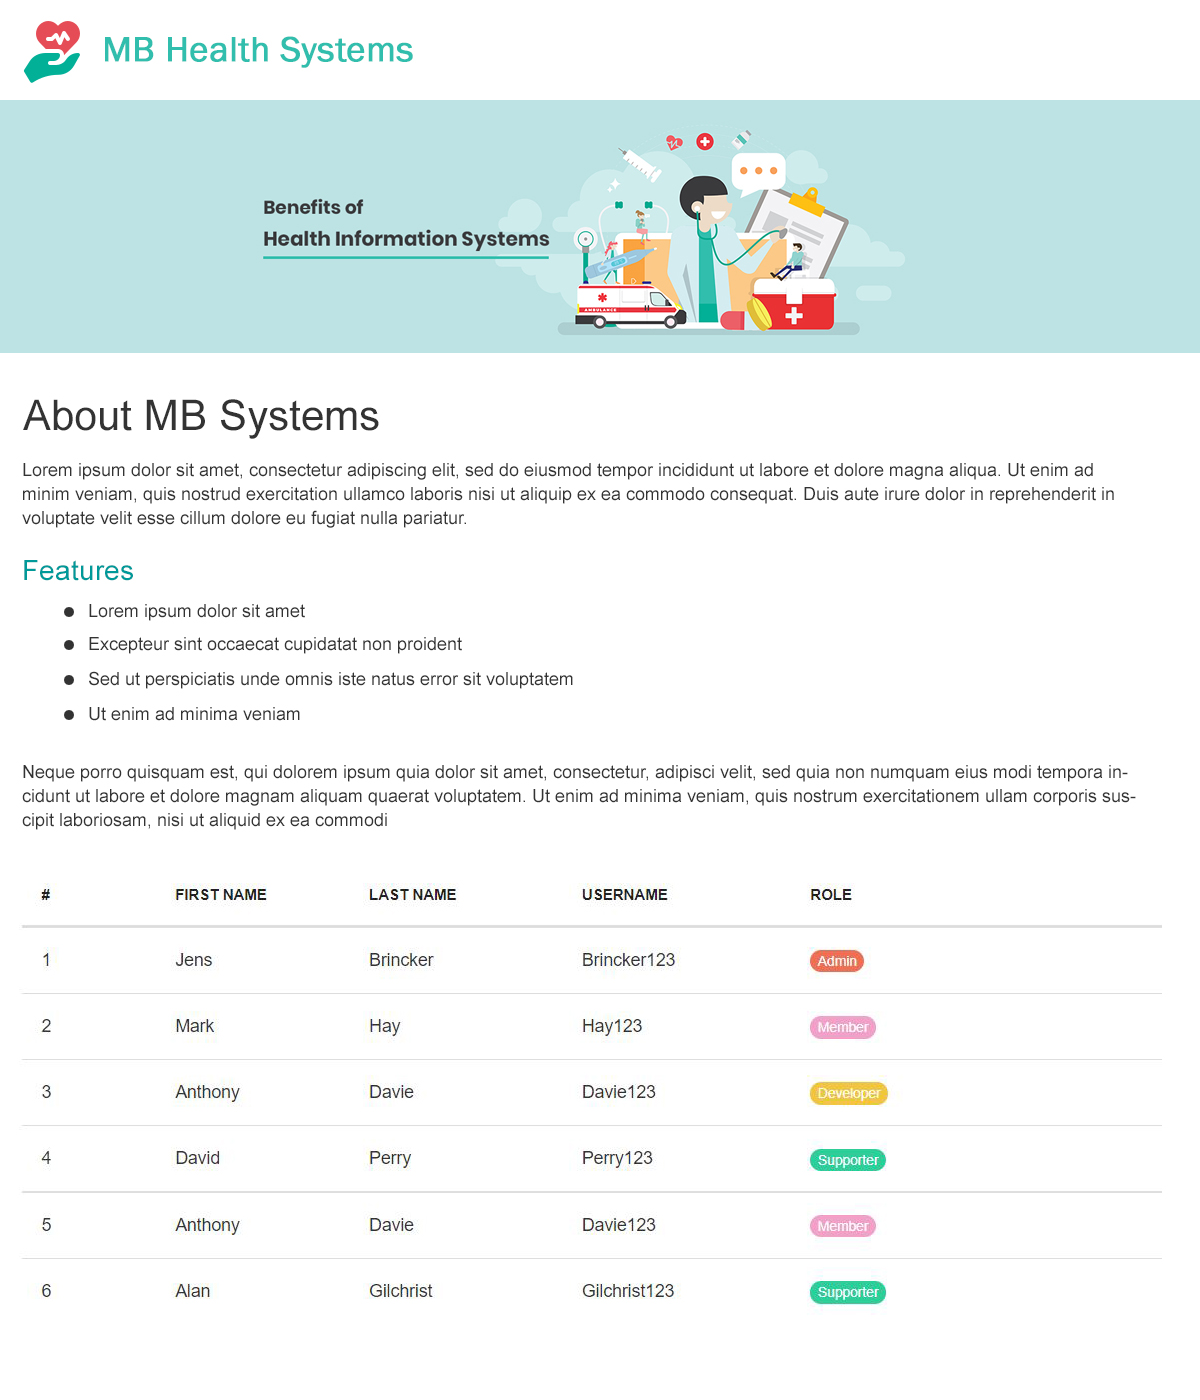 MB Health Systems
Benefits of
Health Information Systems
AMBULANCE
About MB Systems
Lorem ipsum dolor sit amet, consectetur adipiscing elit, sed do eiusmod tempor incididunt ut labore et dolore magna aliqua. Ut enim ad
minim veniam, quis nostrud exercitation ullamco laboris nisi ut aliquip ex ea commodo consequat. Duis aute irure dolor in reprehenderit in
voluptate velit esse cillum dolore eu fugiat nulla pariatur.
Features
Lorem ipsum dolor sit amet
Excepteur sint occaecat cupidatat non proident
Sed ut perspiciatis unde omnis iste natus error sit voluptatem
Ut enim ad minima veniam
Neque porro quisquam est, qui dolorem ipsum quia dolor sit amet, consectetur, adipisci velit, sed quia non numquam eius modi tempora in-
cidunt ut labore et dolore magnam aliquam quaerat voluptatem. Ut enim ad minima veniam, quis nostrum exercitationem ullam corporis sus-
cipit laboriosam, nisi ut aliquid ex ea commodi
# FIRST NAME LAST NAME USERNAME ROLE
1 Jens Brincker Brincker123 Admin
2 Mark Hay Hay123 Member
3 Anthony Davie Davie123 Developer
4 David Perry Perry123 Supporter
5 Anthony Davie Davie123 Member
6 Alan Gilchrist Gilchrist123 Supporter